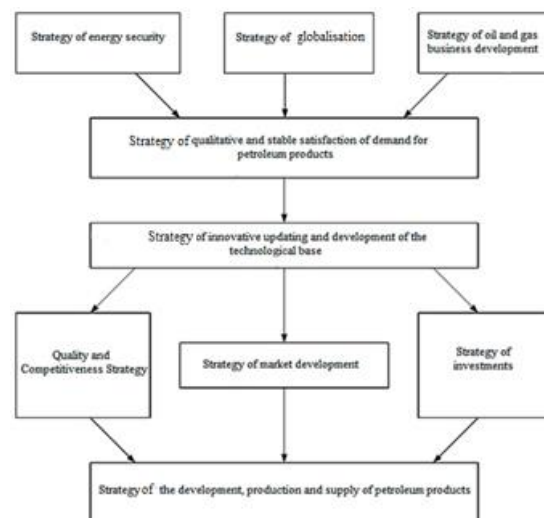 Strategy of energy security
Strategy of globalisation
Strategy of oil and gas
business development
Strategy of qualitative and stable satisfaction of demand for
petroleum products
Strategy of innovative updating and development of the
technological base
Quality and
Competitiveness Strategy
Strategy of market development
Strategy of
investments
Strategy of the development, production and supply of petroleum products